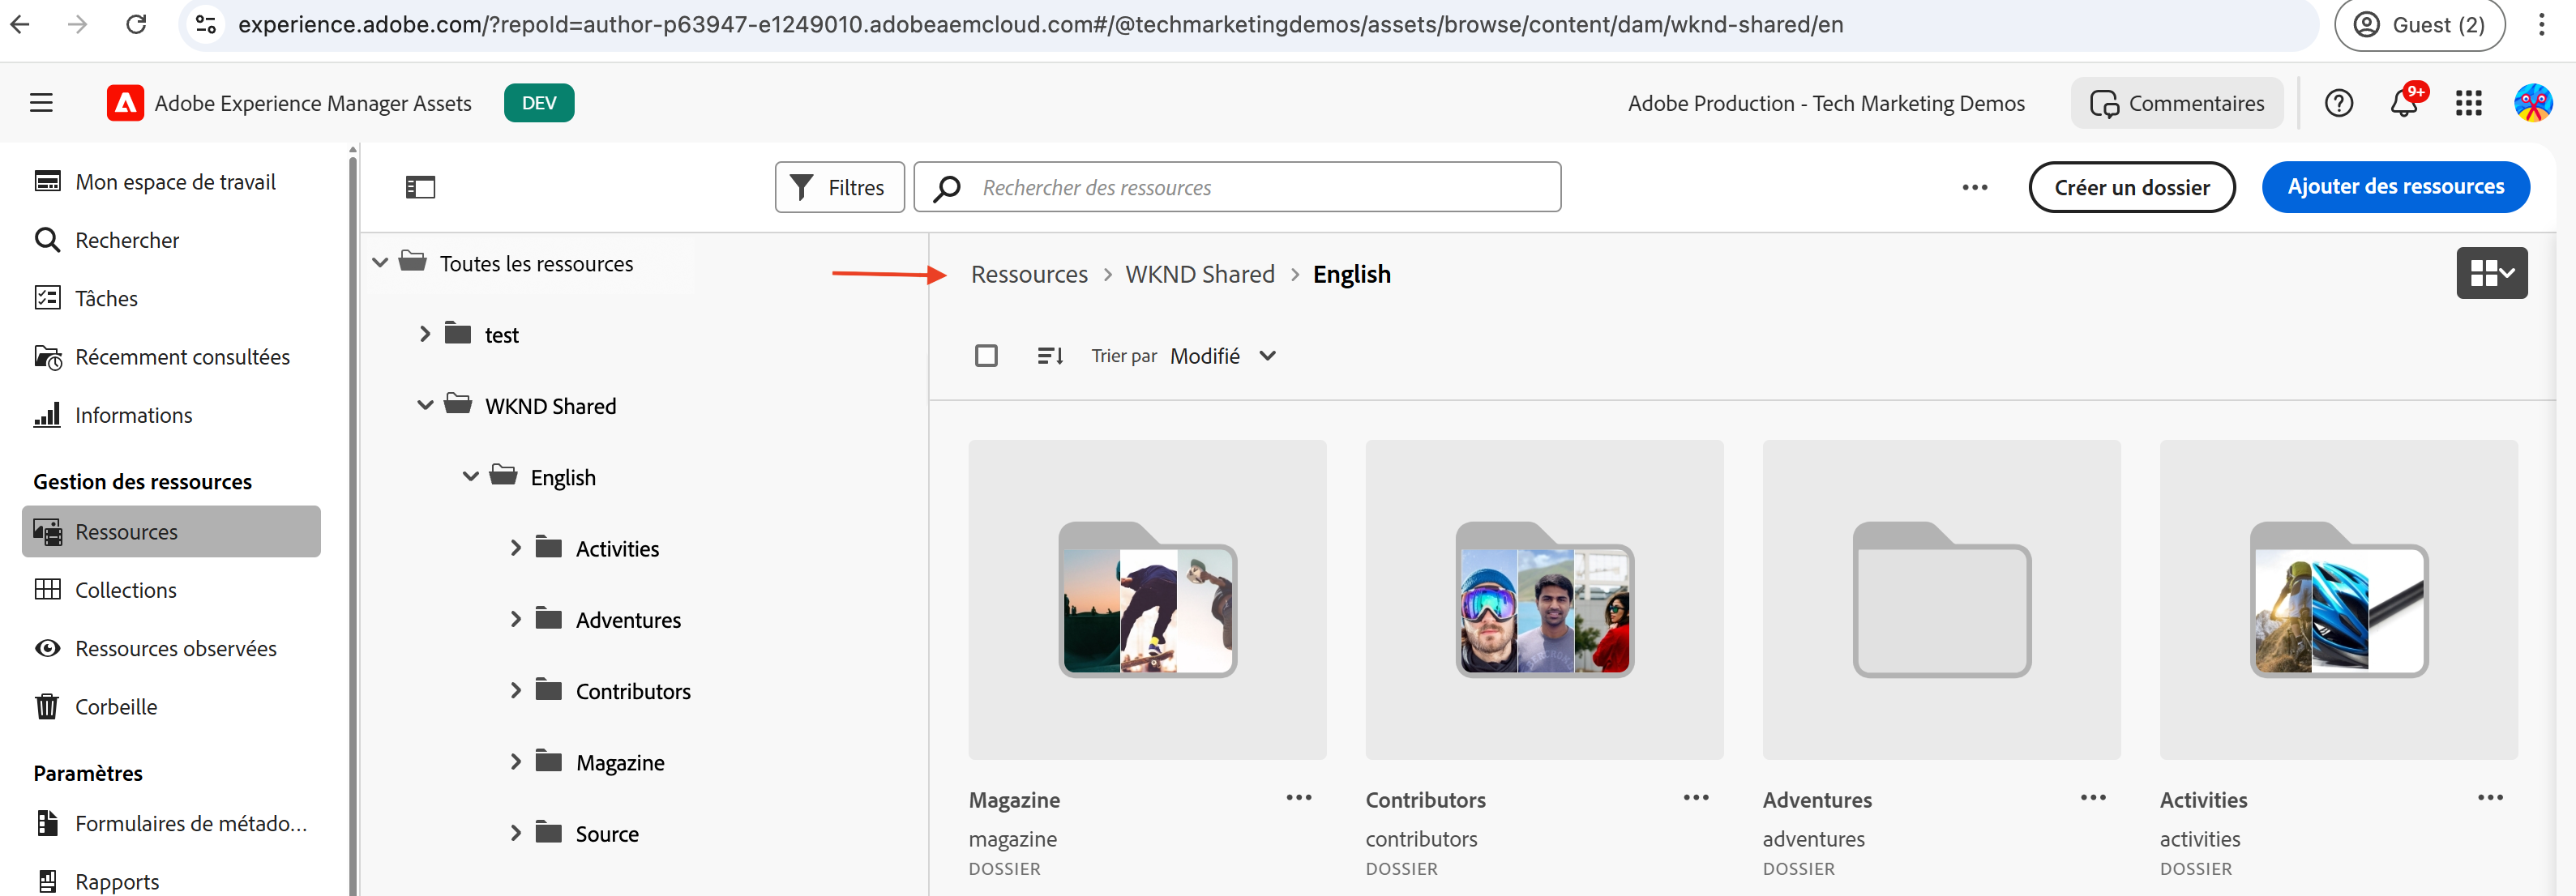 experience.adobe.com/?repoId=author-p63947-e1249010.adobeaemcloud.com#/@techmarketingdemos/assets/browse/content/dam/wknd-shared/en
Guest (2)
Adobe Experience Manager Assets
DEV
Adobe Production - Tech Marketing Demos
Commentaires
9+
Mon espace de travail
Rechercher
Tâches
Récemment consultées
Informations
Gestion des ressources
Ressources
Collections
Ressources observées
Corbeille
Paramètres
Formulaires de métado...
Rapports
Filtres
Rechercher des ressources
Créer un dossier
Ajouter des ressources
Toutes les ressources
test
WKND Shared
English
Activities
Adventures
Contributors
Magazine
Source
Ressources > WKND Shared > English
Trier par Modifié
Magazine
magazine
DOSSIER
Contributors
contributors
DOSSIER
Adventures
adventures
DOSSIER
Activities
activities
DOSSIER